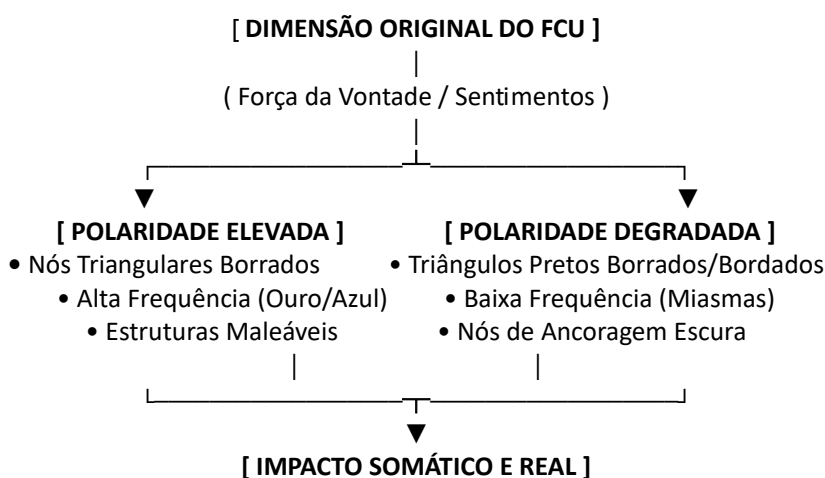 [ DIMENSÃO ORIGINAL DO FCU ]
( Força da Vontade / Sentimentos )
[ POLARIDADE ELEVADA ] [ POLARIDADE DEGRADADA ]
• Nós Triangulares Borrados • Triângulos Pretos Borrados/Bordados
• Alta Frequência (Ouro/Azul) • Baixa Frequência (Miasmas)
• Estruturas Maleáveis • Nós de Ancoragem Escura
[ IMPACTO SOMÁTICO E REAL ]